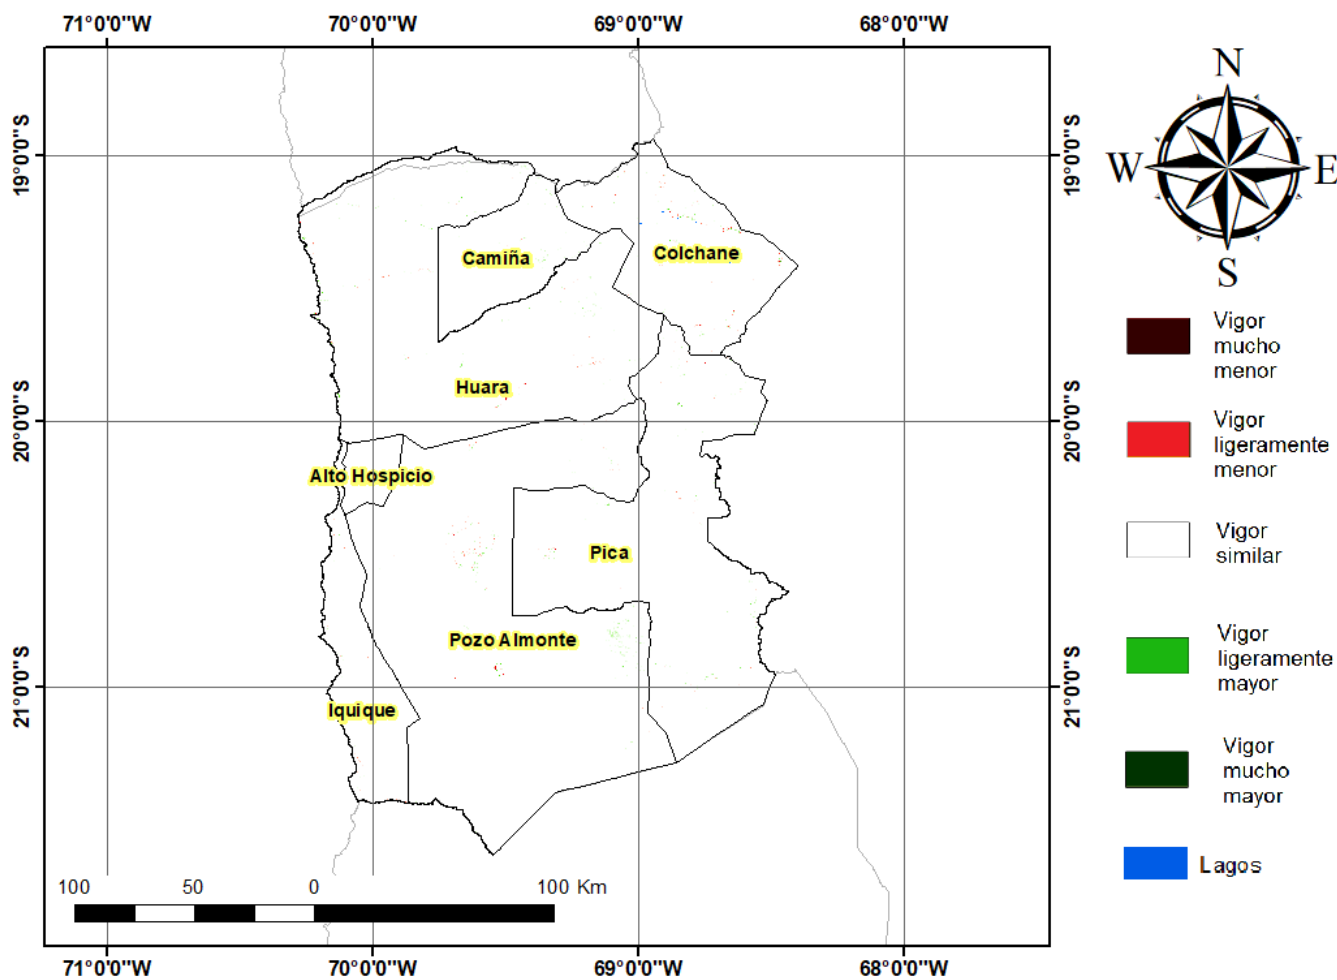 71°0'0"W 70°0'0"W 69°0'0"W 68°0'0"W
19°0'0"S
19°0'0"S
20°0'0"S
20°0'0"S
21°0'0"S
21°0'0"S
Camiña
Colchane
Huara
Alto Hospicio
Pica
Pozo Almonte
Iquique
100 50 0 100 Km
71°0'0"W 70°0'0"W 69°0'0"W 68°0'0"W
N
W E
S
Vigor
mucho
menor
Vigor
ligeramente
menor
Vigor
similar
Vigor
ligeramente
mayor
Vigor
mucho
mayor
Lagos